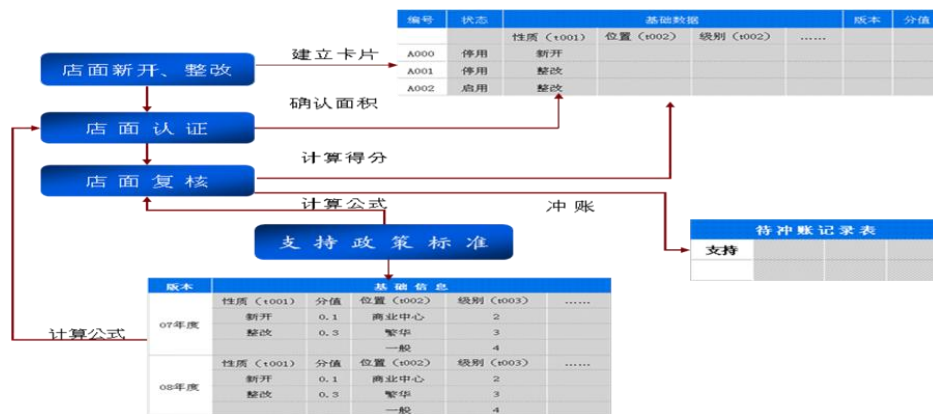 编号 状态 基础数据 版本 分值
性质（t001） 位置（t002） 级别（t002） ......
A000 停用 新开
A001 停用 整改
A002 启用 整改
建立卡片
店面新开、整改
确认面积
店面认证
计算得分
店面复核
计算公式
冲账
支持政策标准
待冲账记录表
支持
版本 基础信息
07年度
性质（t001） 分值 位置（t002） 级别（t003） ......
新开 0.1 商业中心 2
整改 0.3 繁华 3
一般 4
计算公式
08年度
性质（t001） 分值 位置（t002） 级别（t003） ......
新开 0.1 商业中心 2
整改 0.3 繁华 3
一般 4